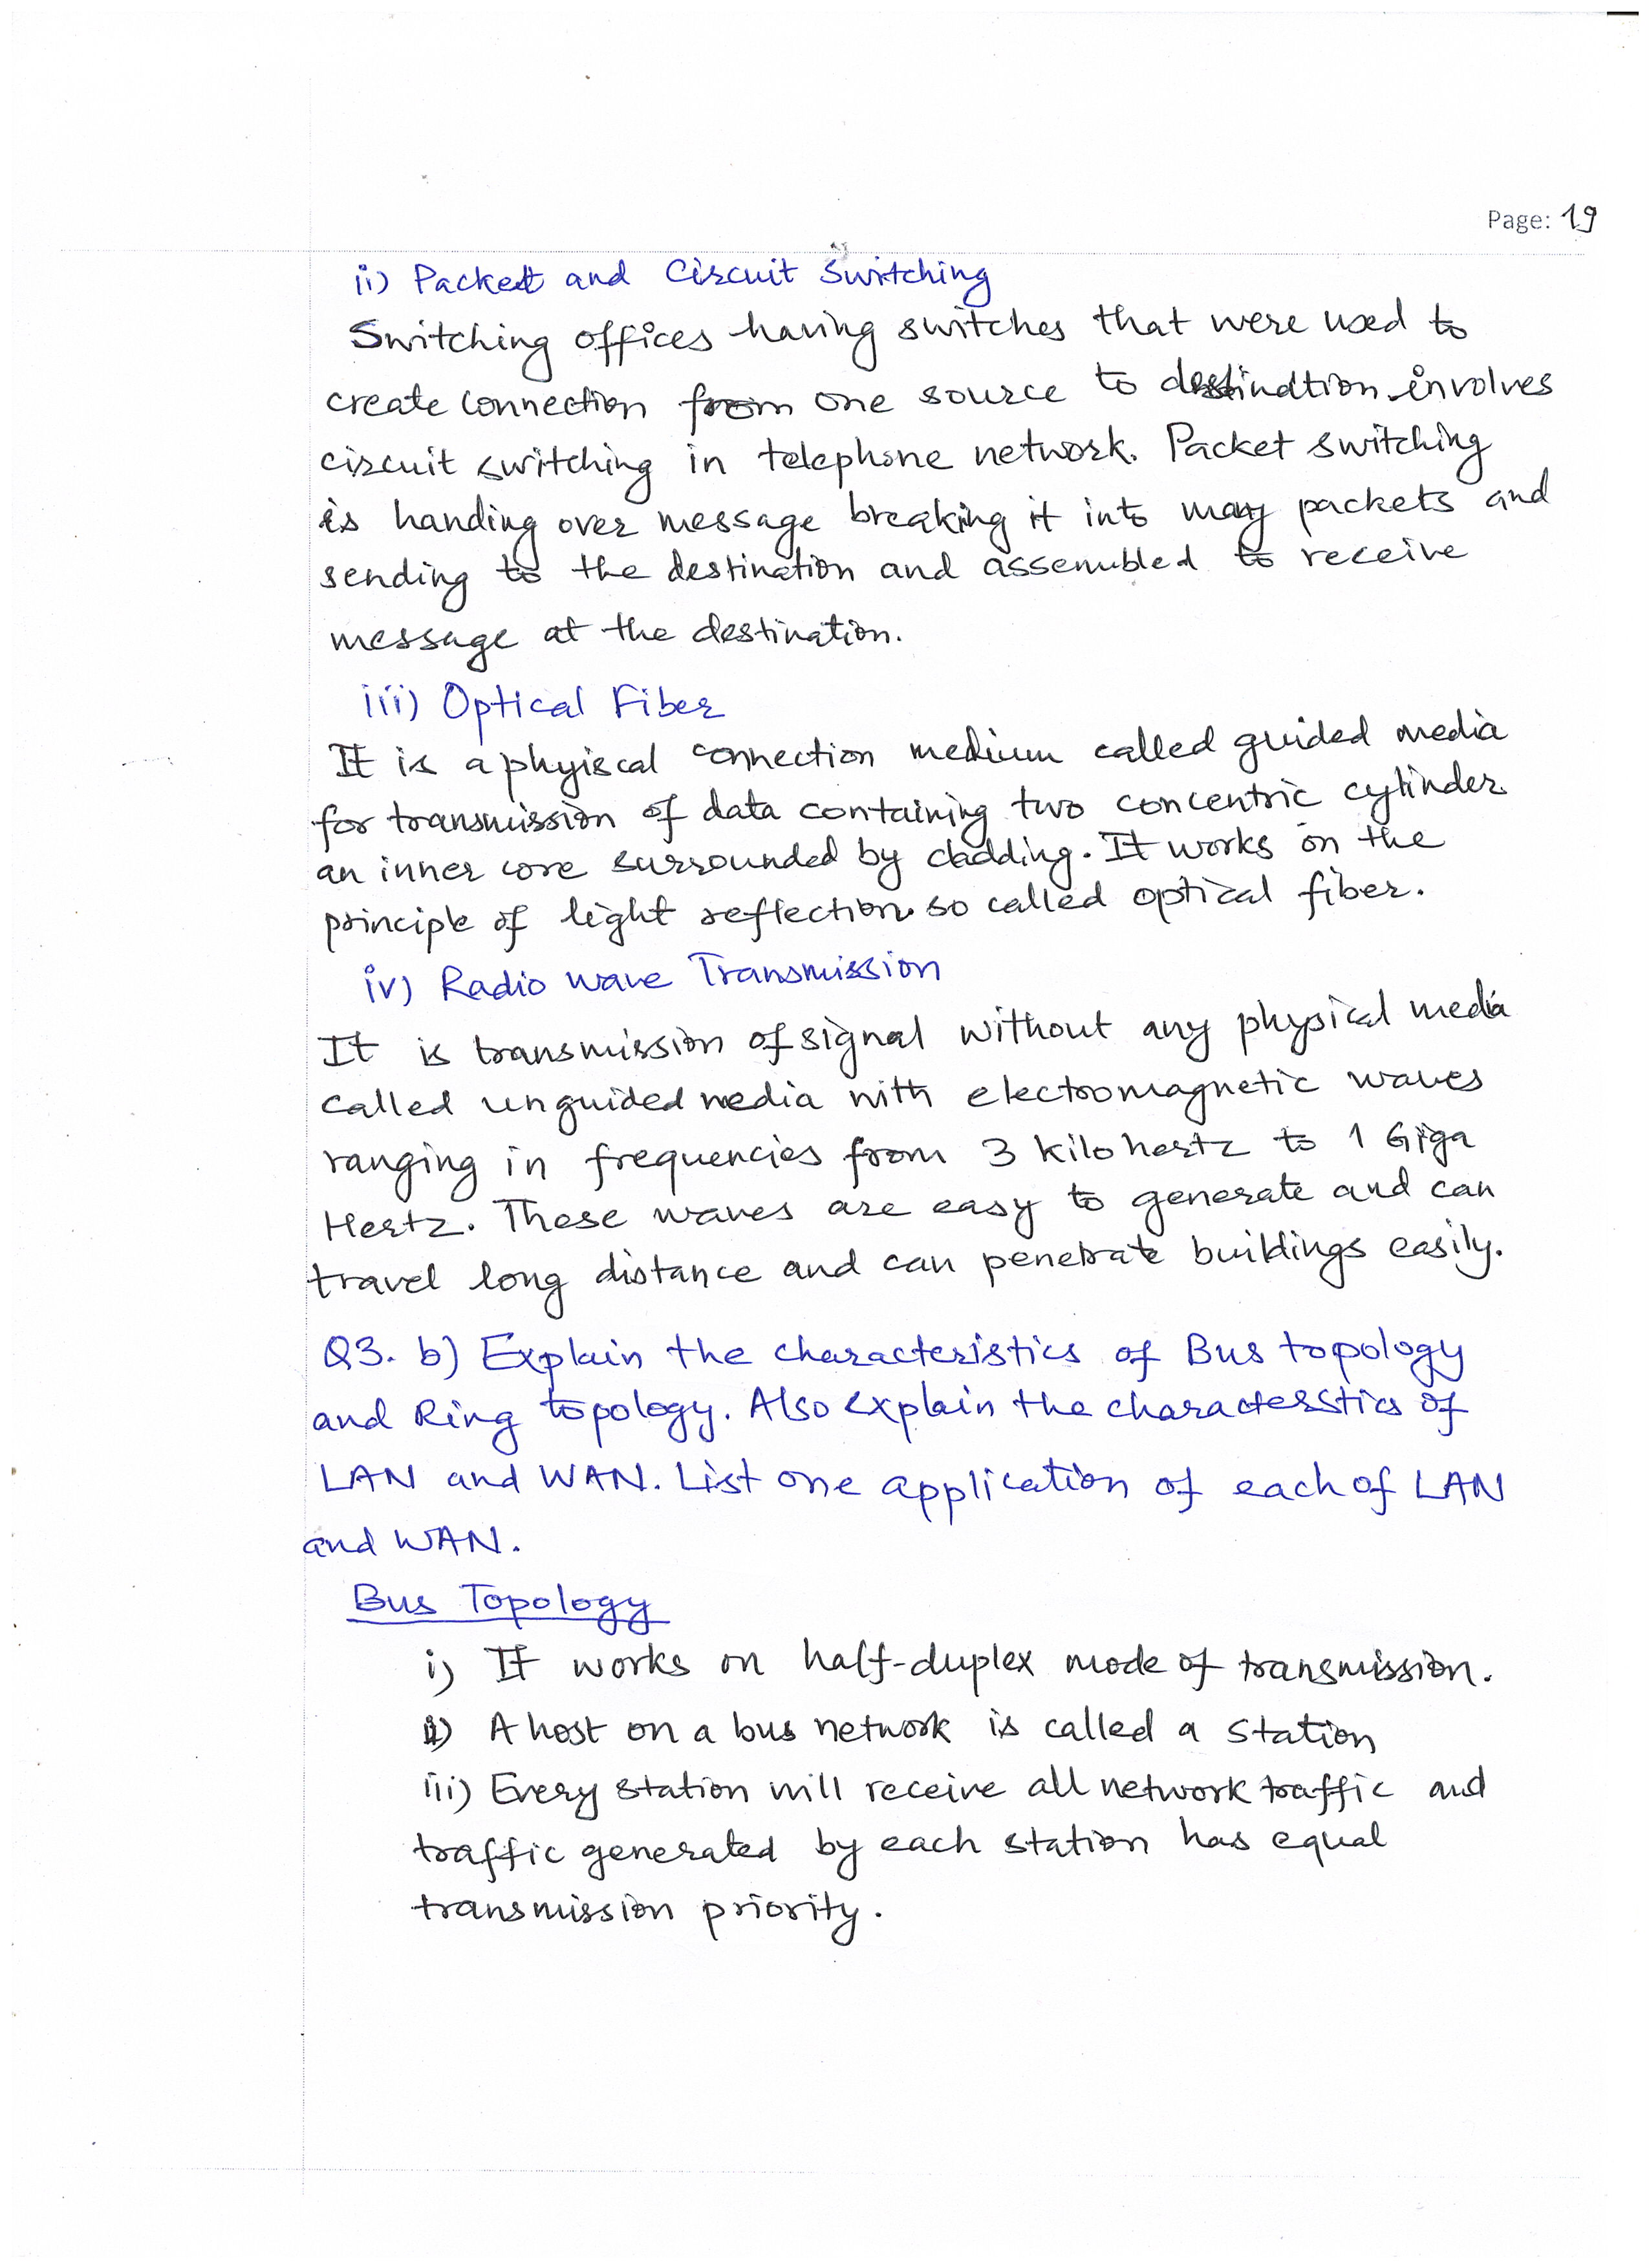 Page: 19
ii) Packet and Circuit Switching
Switching offices having switches that were used to
create connection from one source to destination involves
circuit switching in telephone network. Packet switching
is handing over message breaking it into many packets and
sending to the destination and assembled to receive
message at the destination.
iii) Optical Fiber
It is a phyiscal connection medium called guided media
for transmission of data containing two concentric cylinder
an inner core surrounded by cladding. It works on the
principle of light reflection so called optical fiber.
iv) Radio wave Transmission
It is transmission of signal without any physical media
called unguided media with electromagnetic waves
ranging in frequencies from 3 kilohertz to 1 Giga
Hertz. These waves are easy to generate and can
travel long distance and can penetrate buildings easily.
Q3. b) Explain the characteristics of Bus topology
and Ring topology. Also explain the characterstics of
LAN and WAN. List one application of each of LAN
and WAN.
Bus Topology
i) It works on half-duplex mode of transmission.
ii) A host on a bus network is called a station
iii) Every station will receive all network traffic and
traffic generated by each station has equal
transmission priority.